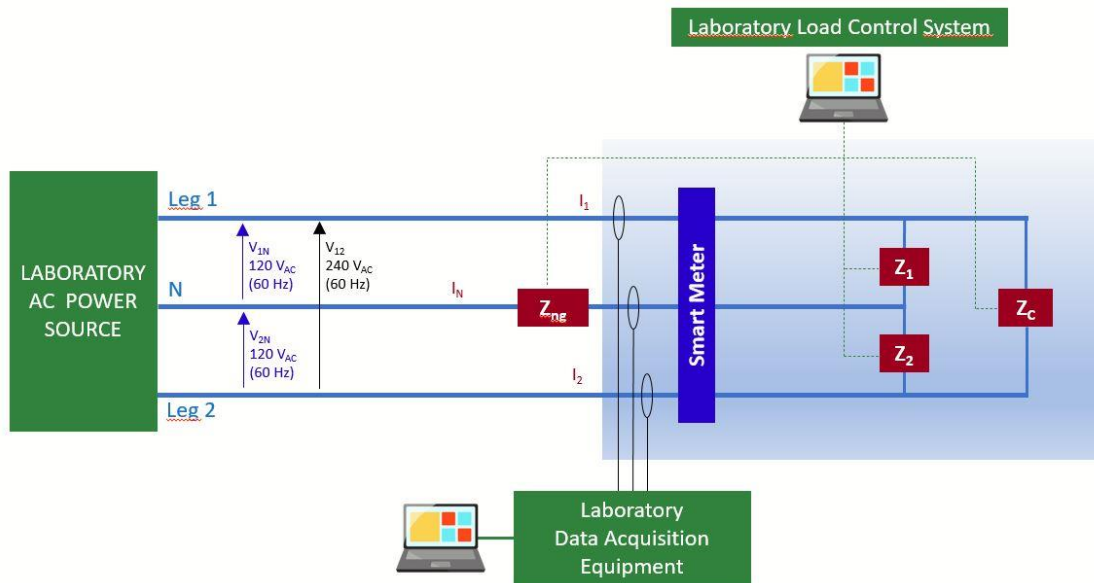 Laboratory Load Control System
Leg 1
I₁
V₁N
120 VAC
(60 Hz)
V₁₂
240 VAC
(60 Hz)
LABORATORY
AC POWER
SOURCE
N
IN
Zng
Smart Meter
Z₁
Z₂
ZC
V₂N
120 VAC
(60 Hz)
I₂
Leg 2
Laboratory
Data Acquisition
Equipment